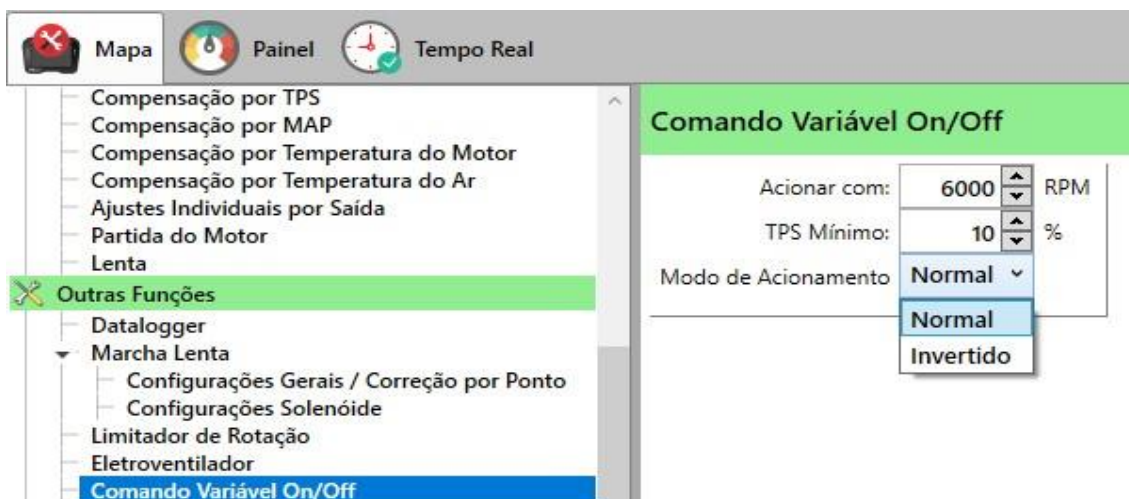 Mapa Painel Tempo Real
Compensação por TPS
Compensação por MAP
Compensação por Temperatura do Motor
Compensação por Temperatura do Ar
Ajustes Individuais por Saída
Partida do Motor
Lenta
Outras Funções
Datalogger
Marcha Lenta
Configurações Gerais / Correção por Ponto
Configurações Solenóide
Limitador de Rotação
Eletroventilador
Comando Variável On/Off
Comando Variável On/Off
Acionar com: 6000 RPM
TPS Mínimo: 10 %
Modo de Acionamento Normal
Normal
Invertido